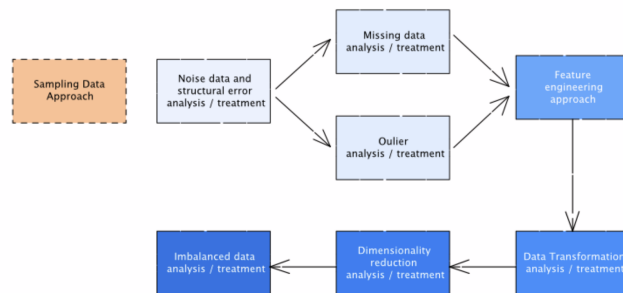 Missing data
analysis / treatment
Sampling Data
Approach
Noise data and
structural error
analysis / treatment
Feature
engineering
approach
Oulier
analysis / treatment
Imbalanced data
analysis / treatment
Dimensionality
reduction
analysis / treatment
Data Transformation
analysis / treatment